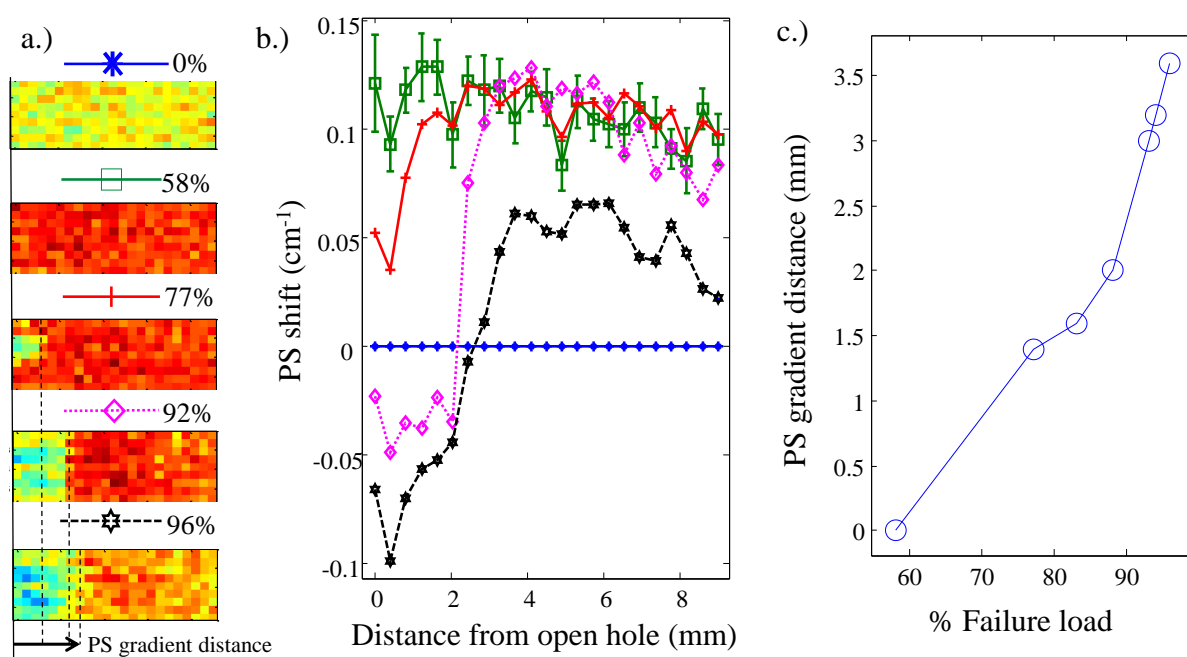 a.)
0%
58%
77%
92%
96%
PS gradient distance
b.)
0.15
0.1
0.05
0
-0.05
-0.1
PS shift (cm-1)
0 2 4 6 8
Distance from open hole (mm)
c.)
3.5
3
2.5
2
1.5
1
0.5
0
PS gradient distance (mm)
60 70 80 90
% Failure load